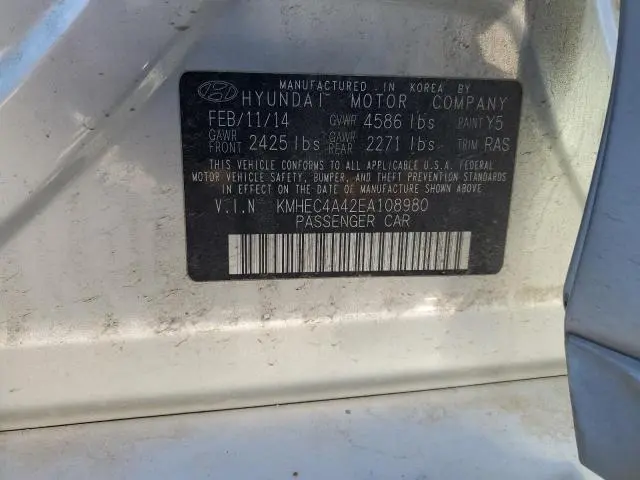 MANUFACTURED IN KOREA BY
HYUNDAI MOTOR COMPANY
FEB/11/14 GVWR 4586 lbs PAINT Y5
GAWR FRONT 2425 lbs GAWR REAR 2271 lbs TRIM RAS
THIS VEHICLE CONFORMS TO ALL APPLICABLE U.S.A. FEDERAL
MOTOR VEHICLE SAFETY, BUMPER, AND THEFT PREVENTION STANDARDS
IN EFFECT ON THE DATE OF MANUFACTURE SHOWN ABOVE.
V.I.N KMHEC4A42EA108980
PASSENGER CAR